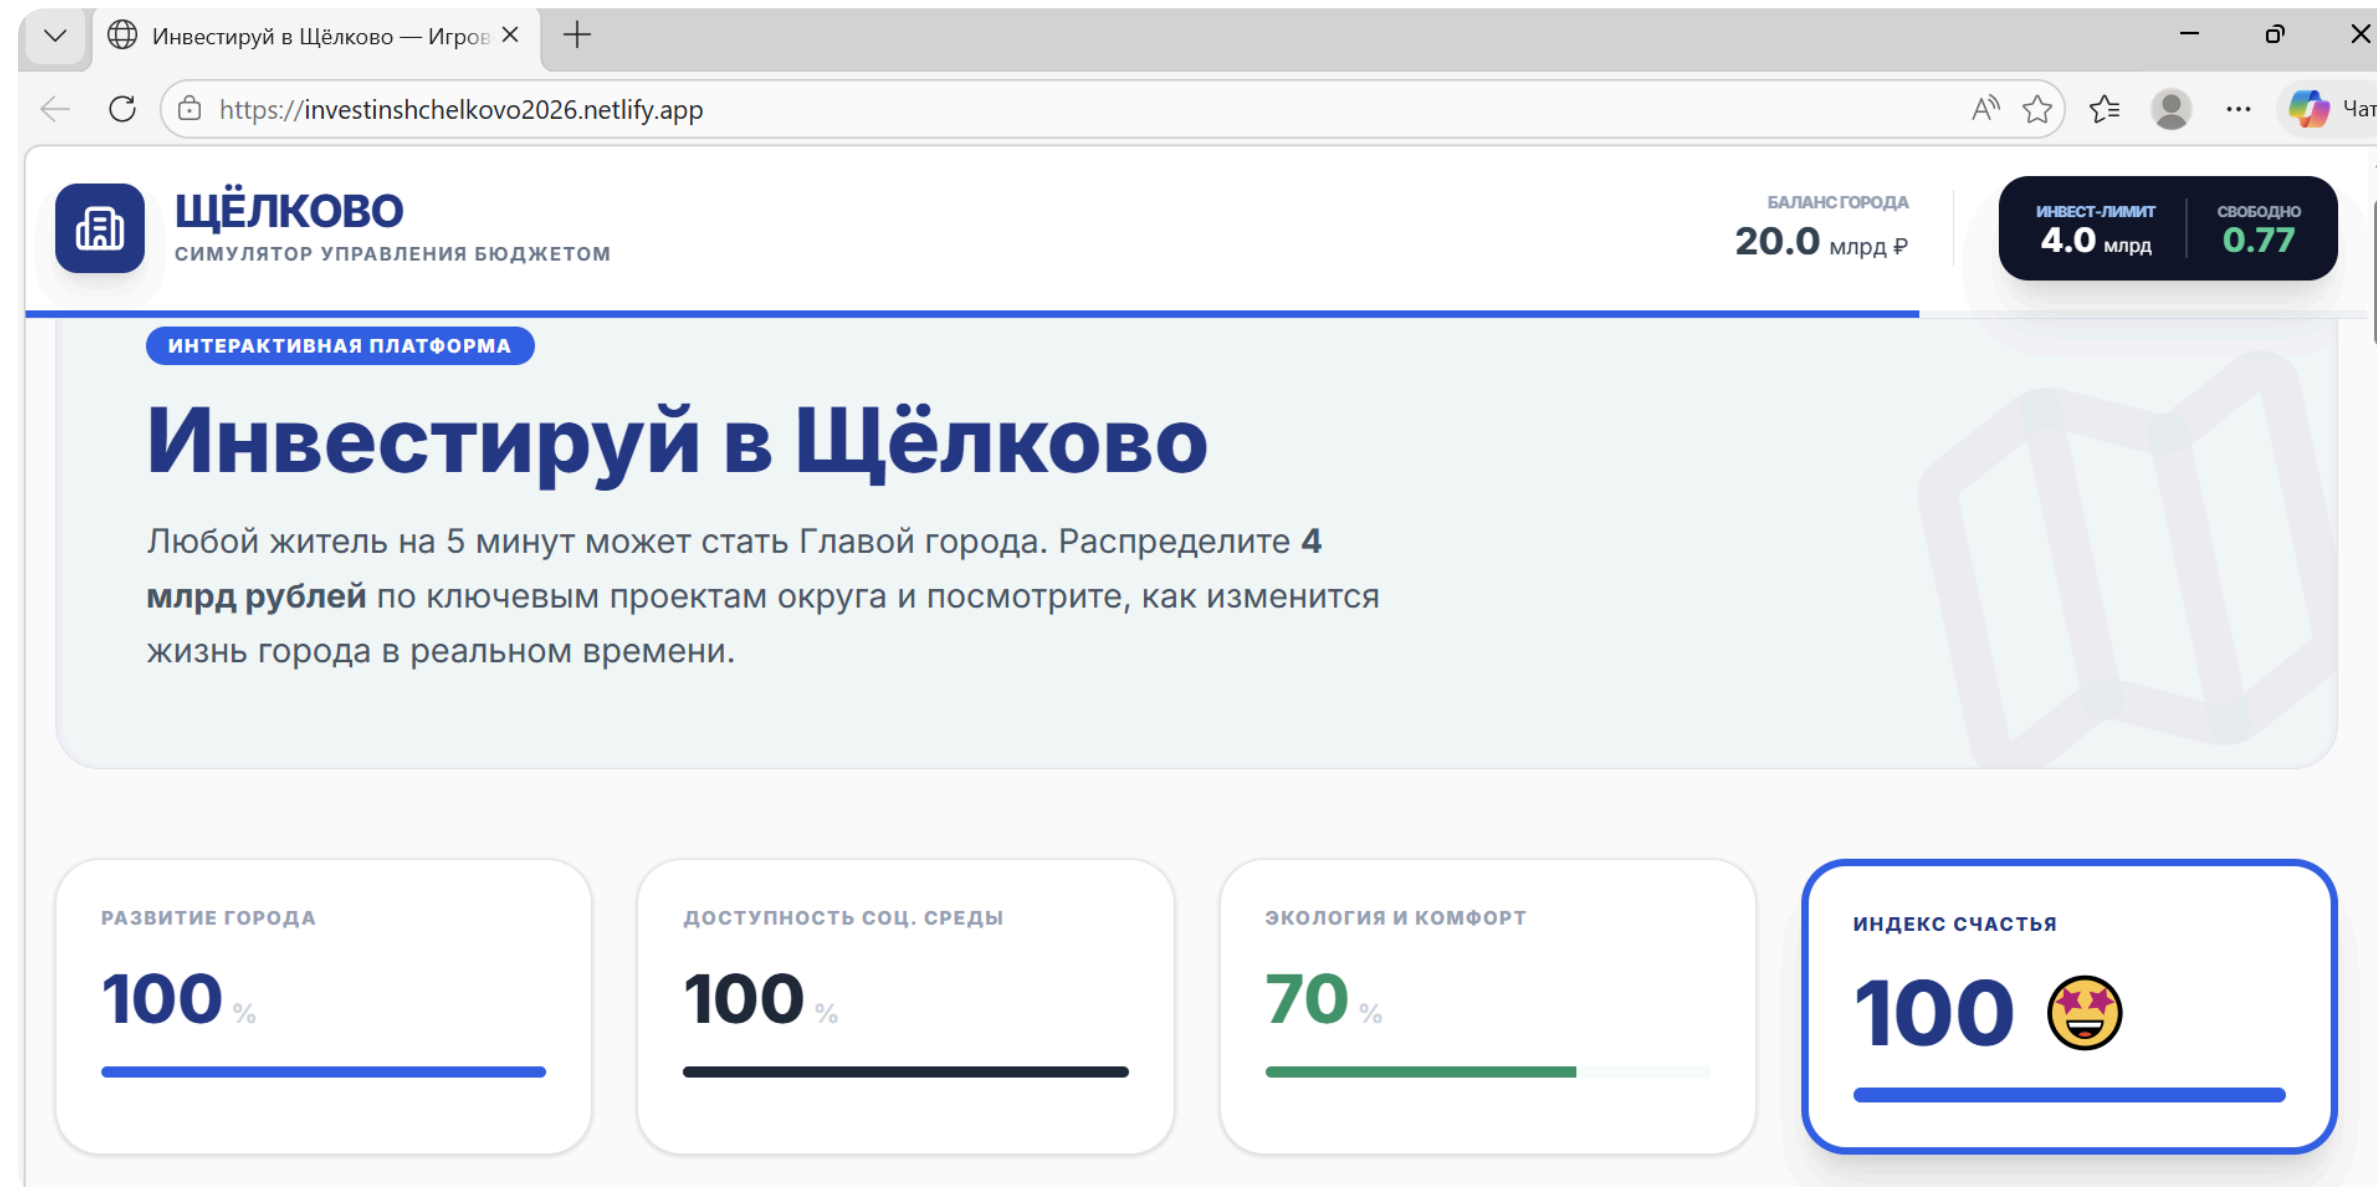 Инвестируй в Щёлково — Игров
https://investinshchelkovo2026.netlify.app
Чат
ЩЁЛКОВО
СИМУЛЯТОР УПРАВЛЕНИЯ БЮДЖЕТОМ
БАЛАНС ГОРОДА
20.0 млрд ₽
ИНВЕСТ-ЛИМИТ
4.0 млрд
СВОБОДНО
0.77
ИНТЕРАКТИВНАЯ ПЛАТФОРМА
Инвестируй в Щёлково
Любой житель на 5 минут может стать Главой города. Распределите 4
млрд рублей по ключевым проектам округа и посмотрите, как изменится
жизнь города в реальном времени.
РАЗВИТИЕ ГОРОДА
100 %
ДОСТУПНОСТЬ СОЦ. СРЕДЫ
100 %
ЭКОЛОГИЯ И КОМФОРТ
70 %
ИНДЕКС СЧАСТЬЯ
100